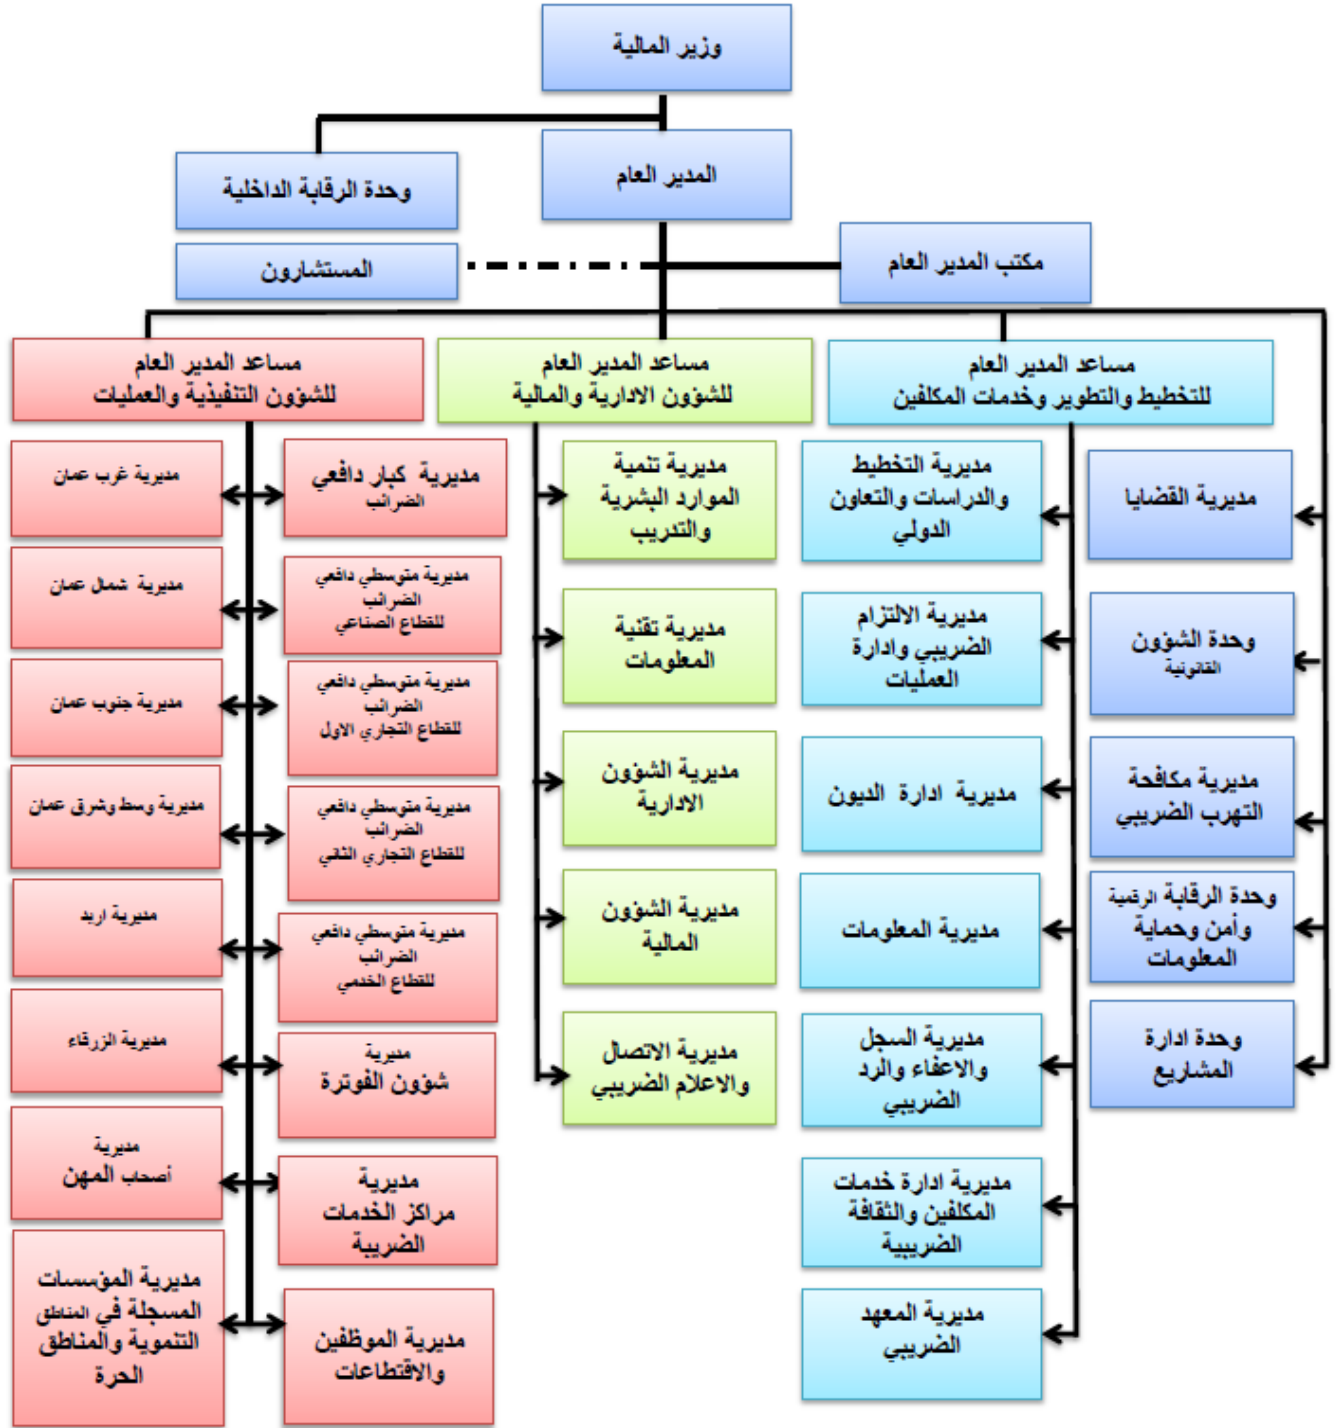 وزير المالية
المدير العام
وحدة الرقابة الداخلية
مكتب المدير العام
المستشارون
مساعد المدير العام
للتخطيط والتطوير وخدمات المكلفين
مساعد المدير العام
للشؤون الادارية والمالية
مساعد المدير العام
للشؤون التنفيذية والعمليات
مديرية القضايا
وحدة الشؤون
القانونية
مديرية مكافحة
التهرب الضريبي
وحدة الرقابة الرقمية
وأمن وحماية
المعلومات
وحدة ادارة
المشاريع
مديرية التخطيط
والدراسات والتعاون
الدولي
مديرية الالتزام
الضريبي وادارة
العمليات
مديرية ادارة الديون
مديرية المعلومات
مديرية السجل
والاعفاء والرد
الضريبي
مديرية ادارة خدمات
المكلفين والثقافة
الضريبية
مديرية المعهد
الضريبي
مديرية تنمية
الموارد البشرية
والتدريب
مديرية تقنية
المعلومات
مديرية الشؤون
الادارية
مديرية الشؤون
المالية
مديرية الاتصال
والاعلام الضريبي
مديرية كبار دافعي
الضرائب
مديرية متوسطي دافعي
الضرائب
للقطاع الصناعي
مديرية متوسطي دافعي
الضرائب
للقطاع التجاري الاول
مديرية متوسطي دافعي
الضرائب
للقطاع التجاري الثاني
مديرية متوسطي دافعي
الضرائب
للقطاع الخدمي
مديرية
شؤون الفوترة
مديرية
مراكز الخدمات
الضريبة
مديرية الموظفين
والاقتطاعات
مديرية غرب عمان
مديرية شمال عمان
مديرية جنوب عمان
مديرية وسط وشرق عمان
مديرية اربد
مديرية الزرقاء
مديرية
أصحاب المهن
مديرية المؤسسات
المسجلة في المناطق
التنموية والمناطق
الحرة